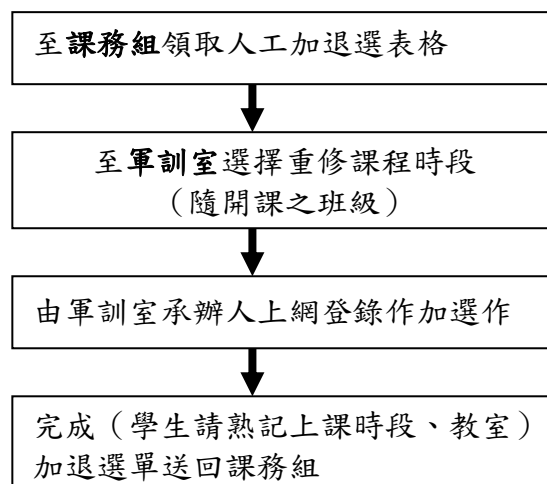 至課務組領取人工加退選表格
至軍訓室選擇重修課程時段
（隨開課之班級）
由軍訓室承辦人上網登錄作加選作
完成（學生請熟記上課時段、教室）
加退選單送回課務組